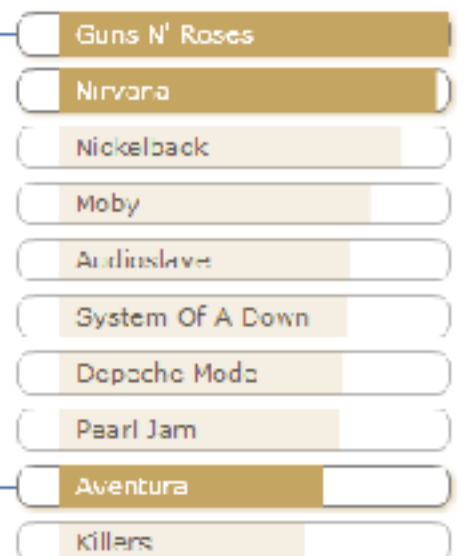 Guns N' Roses
Nirvana
Nickelback
Moby
Audioslave
System Of A Down
Depeche Mode
Pearl Jam
Aventura
Killers